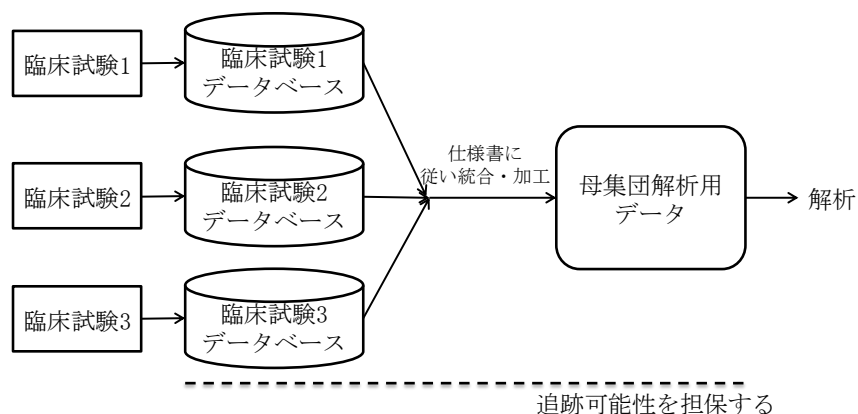 臨床試験1
臨床試験1
データベース
臨床試験2
臨床試験2
データベース
臨床試験3
臨床試験3
データベース
仕様書に
従い統合・加工
母集団解析用
データ
解析
追跡可能性を担保する